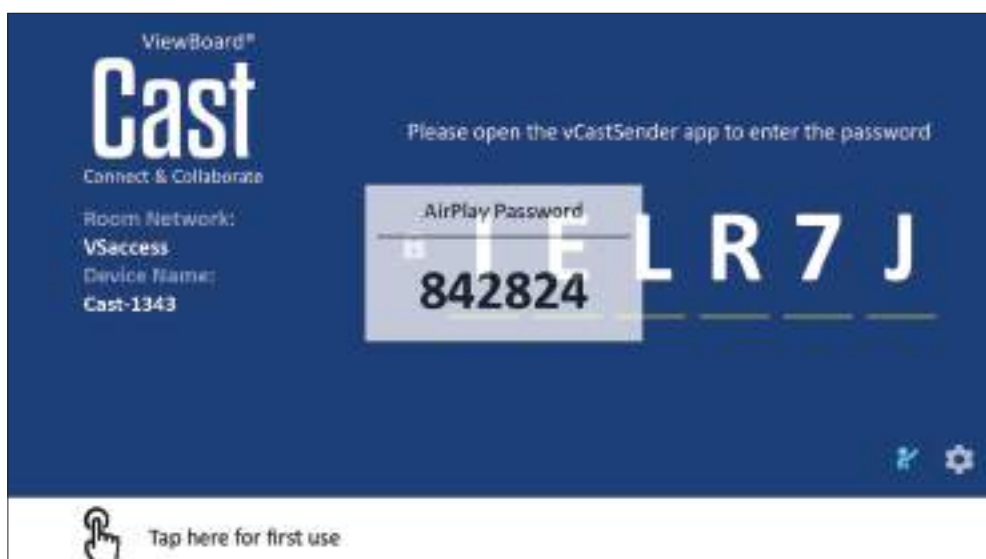 ViewBoard®
Cast
Connect & Collaborate
Room Network:
VSaccess
Device Name:
Cast-1343
Please open the vCastSender app to enter the password
AirPlay Password
842824
L R 7 J
Tap here for first use